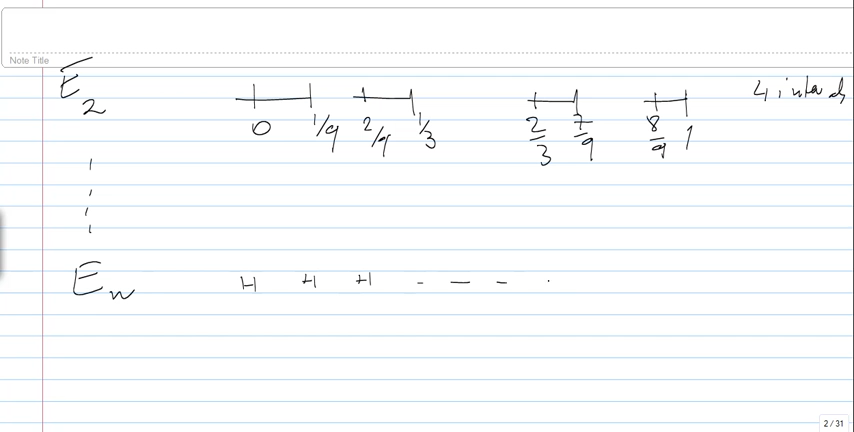 Note Title
E2 4 intervals
0 1/9 2/9 1/3 2/3 7/9 8/9 1
En
2 / 31